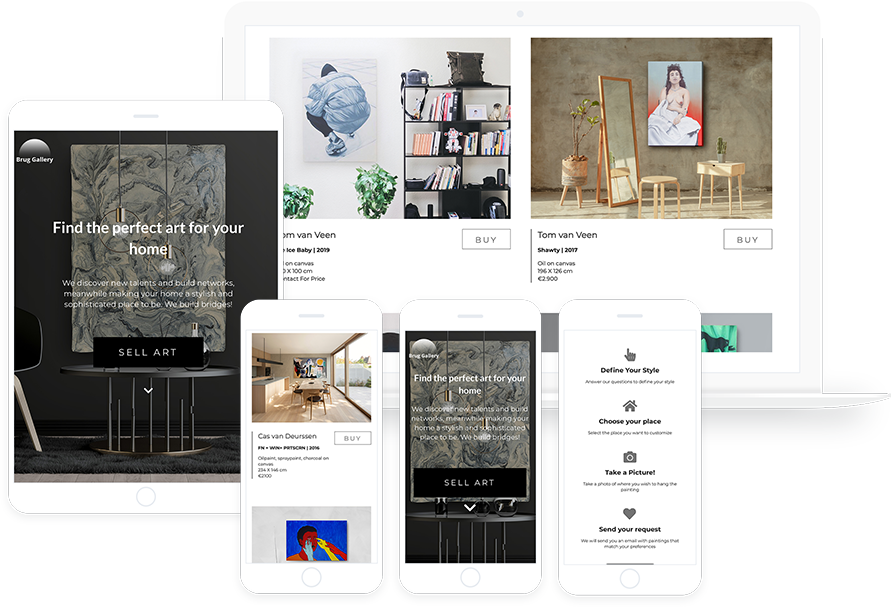 Tom van Veen
BUY
Shawty | 2017
Oil on canvas
196 X 126 cm
€2.900
om van Veen
BUY
e Ice Baby | 2019
il on canvas
0 X 100 cm
ontact For Price
Brug Gallery
Find the perfect art for your
home
We discover new talents and build networks,
meanwhile making your home a stylish and
sophisticated place to be. We build bridges!
SELL ART
Cas van Deurssen
BUY
FN + WIN+ PRTSCRN | 2016
Oilpaint, spraypaint, charcoal on
canvas
234 X 146 cm
€2100
Brug Gallery
Find the perfect art for your
home
We discover new talents and build
networks, meanwhile making your home
a stylish and sophisticated
place to be. We build bridges!
SELL ART
Define Your Style
Answer our questions to define your style
Choose your place
Select the place you want to customize
Take a Picture!
Take a photo of where you wish to hang the
painting
Send your request
We will send you an email with paintings that
match your preferences